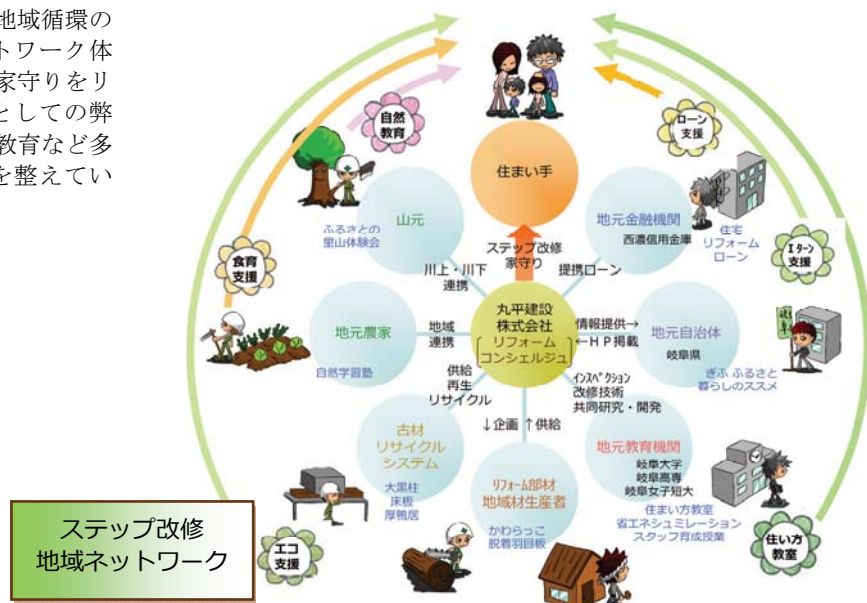 地域循環の
トワーク体
家守りをリ
としての弊
教育など多
を整えてい
自然
教育
ローン
支援
住まい手
山元
ふるさとの
里山体験会
地元金融機関
西濃信用金庫
住宅
リフォーム
ローン
Iターン
支援
食育
支援
川上・川下
連携
ステップ改修
家守り
提携ローン
地元農家
自然学習塾
地域
連携
丸平建設
株式会社
リフォーム
コンシェルジュ
情報提供→
←HP掲載
地元自治体
岐阜県
ぎふ ふるさと
暮らしのススメ
供給
再生
リサイクル
インスペクション
改修技術
共同研究・開発
↓企画 ↑供給
古材
リサイクル
システム
大黒柱
床板
厚鴨居
リフォーム部材
地域材生産者
かわらっこ
脱着羽目板
地元教育機関
岐阜大学
岐阜高専
岐阜女子短大
住まい方教室
省エネシュミレーション
スタッフ育成授業
エコ
支援
住い方
教室
ステップ改修
地域ネットワーク